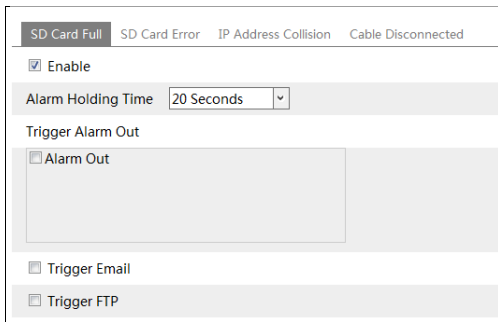 SD Card Full SD Card Error IP Address Collision Cable Disconnected
Enable
Alarm Holding Time 20 Seconds
Trigger Alarm Out
Alarm Out
Trigger Email
Trigger FTP